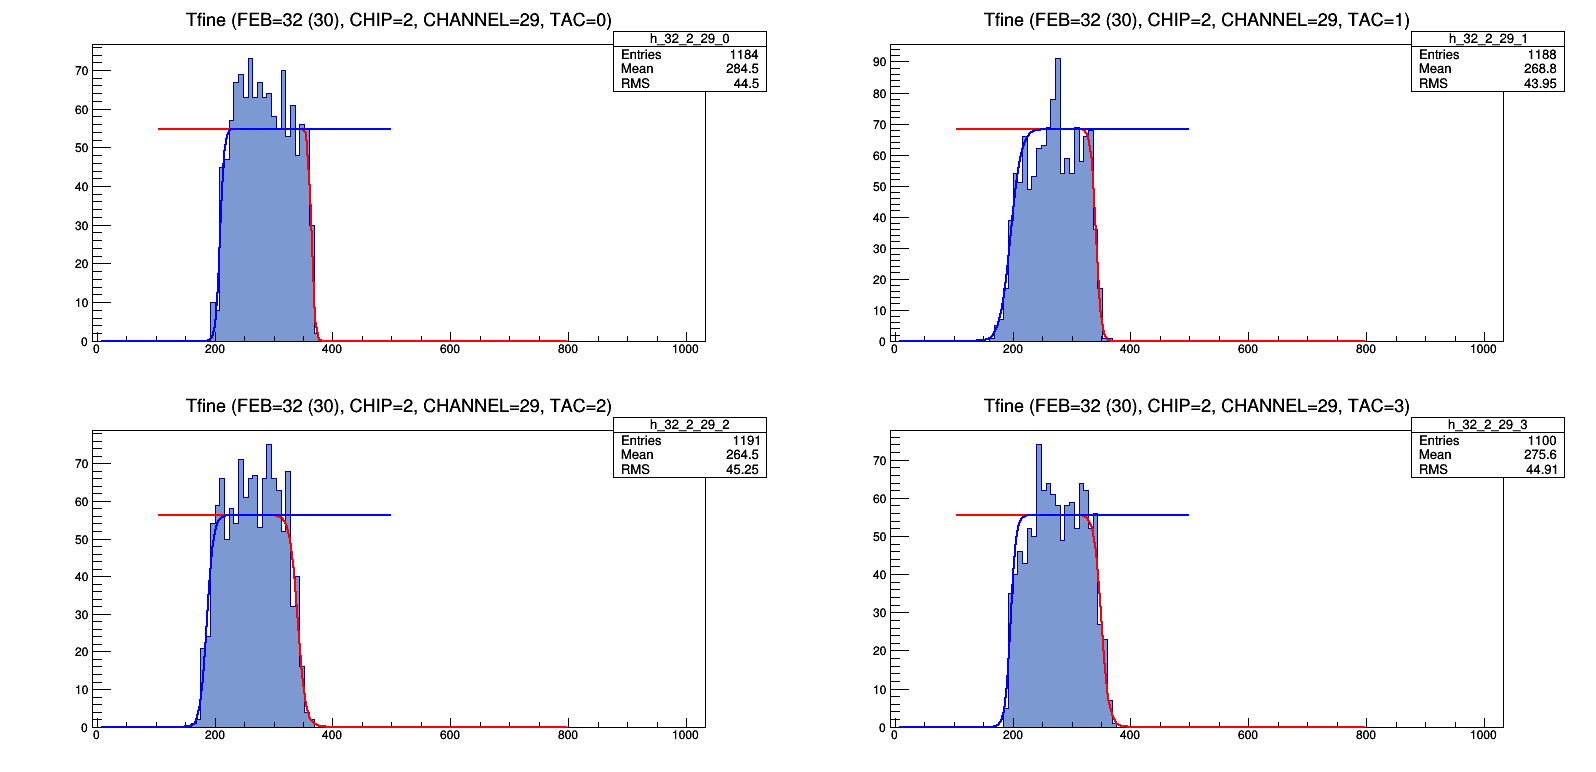 Tfine (FEB=32 (30), CHIP=2, CHANNEL=29, TAC=0)
h_32_2_29_0
Entries 1184
Mean 284.5
RMS 44.5
70
60
50
40
30
20
10
0
0 200 400 600 800 1000
Tfine (FEB=32 (30), CHIP=2, CHANNEL=29, TAC=1)
h_32_2_29_1
Entries 1188
Mean 268.8
RMS 43.95
90
80
70
60
50
40
30
20
10
0
0 200 400 600 800 1000
Tfine (FEB=32 (30), CHIP=2, CHANNEL=29, TAC=2)
h_32_2_29_2
Entries 1191
Mean 264.5
RMS 45.25
70
60
50
40
30
20
10
0
0 200 400 600 800 1000
Tfine (FEB=32 (30), CHIP=2, CHANNEL=29, TAC=3)
h_32_2_29_3
Entries 1100
Mean 275.6
RMS 44.91
70
60
50
40
30
20
10
0
0 200 400 600 800 1000